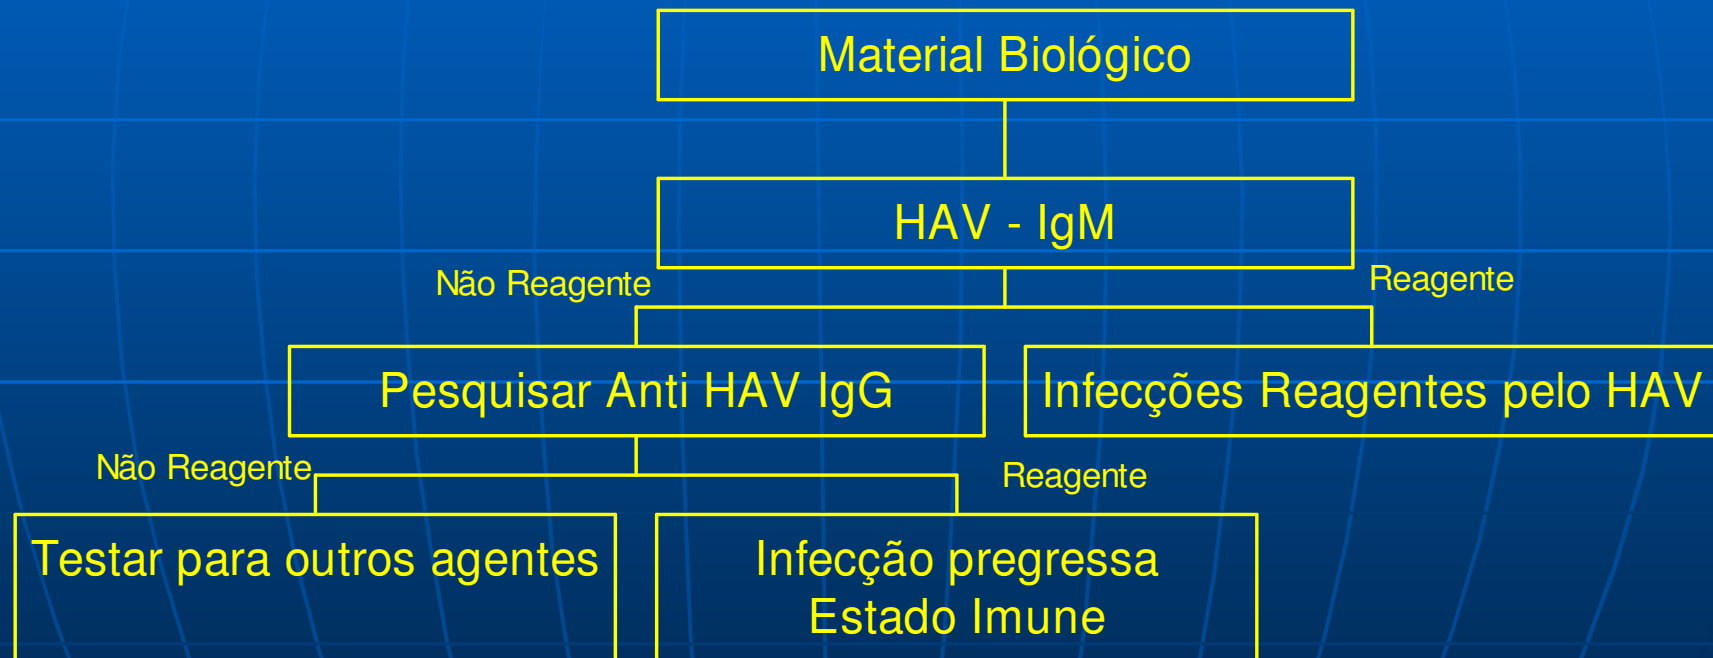 Material Biológico
HAV - IgM
Não Reagente
Reagente
Pesquisar Anti HAV IgG
Infecções Reagentes pelo HAV
Não Reagente
Reagente
Testar para outros agentes
Infecção pregressa
Estado Imune